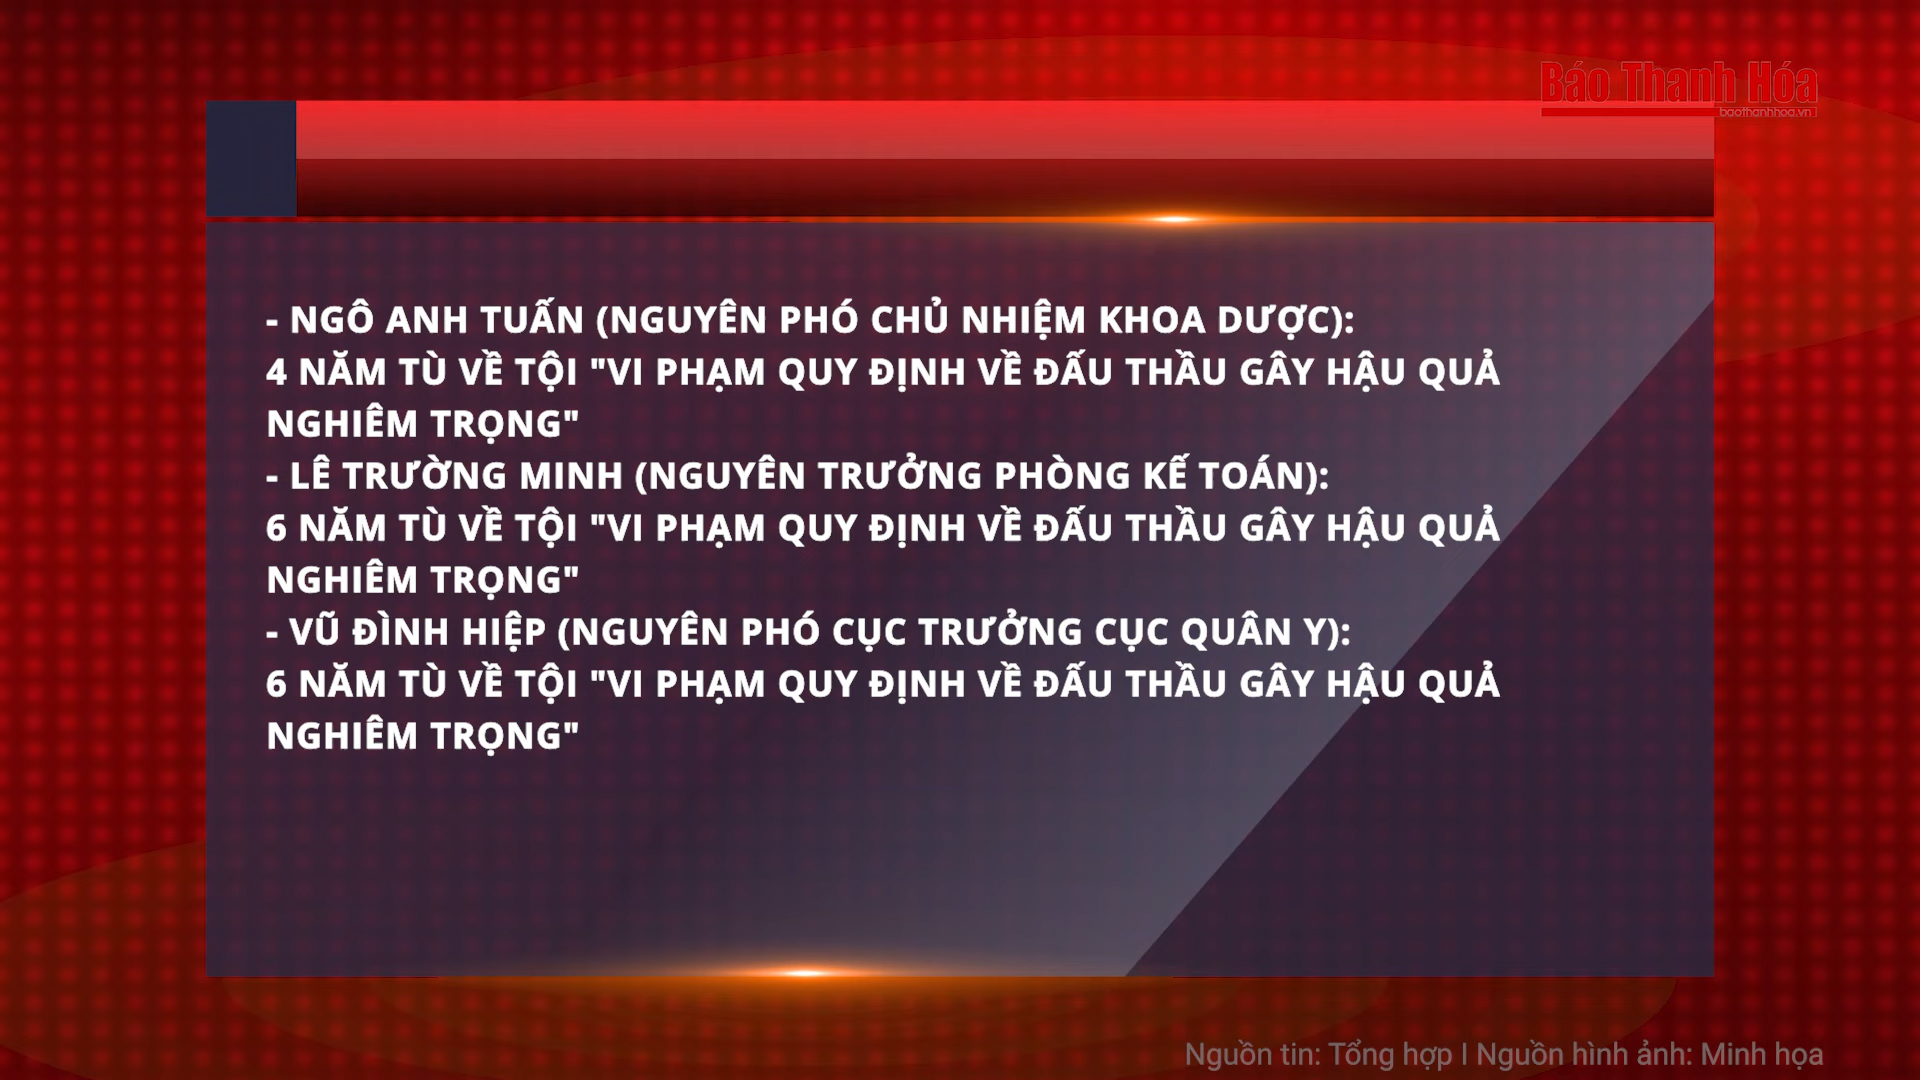 Báo Thanh Hóa
baothanhhoa.vn
- NGÔ ANH TUẤN (NGUYÊN PHÓ CHỦ NHIỆM KHOA DƯỢC):
4 NĂM TÙ VỀ TỘI "VI PHẠM QUY ĐỊNH VỀ ĐẤU THẦU GÂY HẬU QUẢ
NGHIÊM TRỌNG"
- LÊ TRƯỜNG MINH (NGUYÊN TRƯỞNG PHÒNG KẾ TOÁN):
6 NĂM TÙ VỀ TỘI "VI PHẠM QUY ĐỊNH VỀ ĐẤU THẦU GÂY HẬU QUẢ
NGHIÊM TRỌNG"
- VŨ ĐÌNH HIỆP (NGUYÊN PHÓ CỤC TRƯỞNG CỤC QUÂN Y):
6 NĂM TÙ VỀ TỘI "VI PHẠM QUY ĐỊNH VỀ ĐẤU THẦU GÂY HẬU QUẢ
NGHIÊM TRỌNG"
Nguồn tin: Tổng hợp I Nguồn hình ảnh: Minh họa